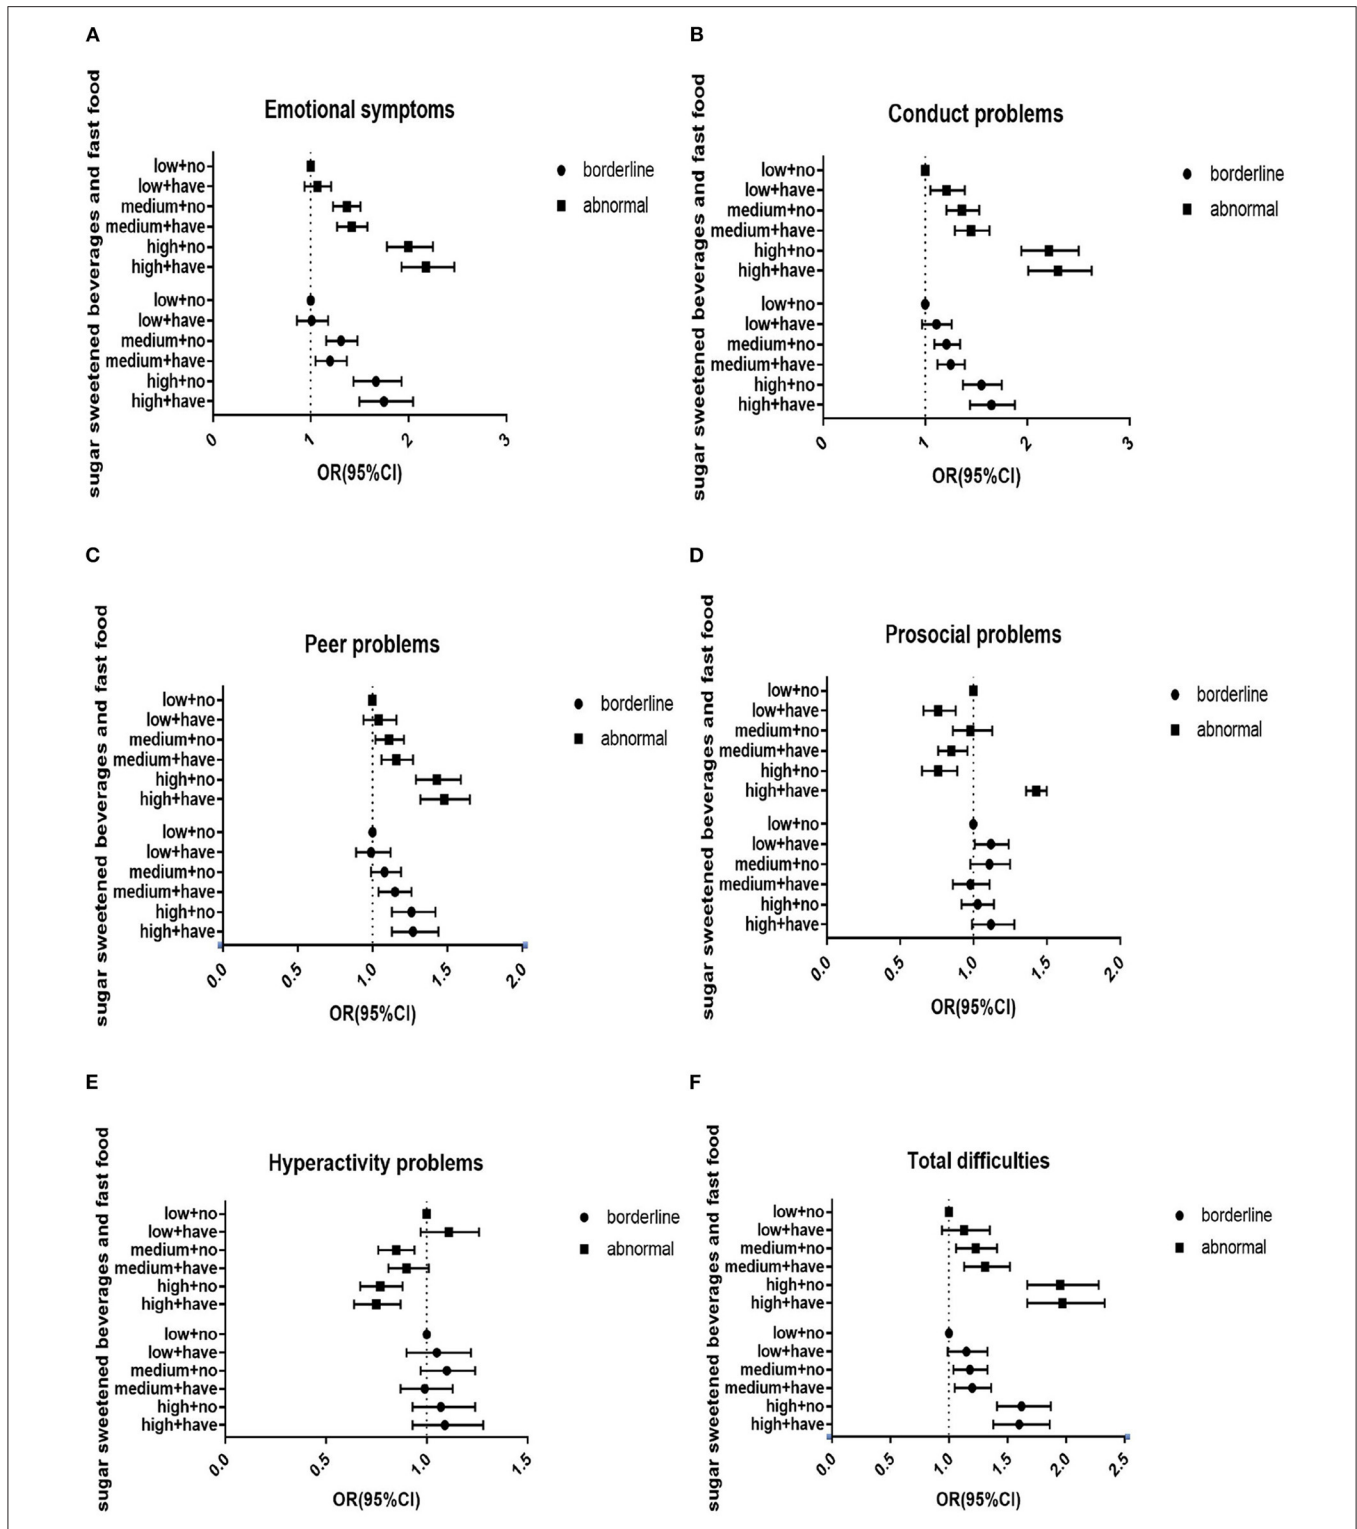 A
sugar sweetened beverages and fast food
Emotional symptoms
low+no
low+have
medium+no
medium+have
high+no
high+have
low+no
low+have
medium+no
medium+have
high+no
high+have
0
1
2
3
OR(95%CI)
borderline
abnormal
B
sugar sweetened beverages and fast food
Conduct problems
low+no
low+have
medium+no
medium+have
high+no
high+have
low+no
low+have
medium+no
medium+have
high+no
high+have
0
1
2
3
OR(95%CI)
borderline
abnormal
C
sugar sweetened beverages and fast food
Peer problems
low+no
low+have
medium+no
medium+have
high+no
high+have
low+no
low+have
medium+no
medium+have
high+no
high+have
0.0
0.5
1.0
1.5
2.0
OR(95%CI)
borderline
abnormal
D
sugar sweetened beverages and fast food
Prosocial problems
low+no
low+have
medium+no
medium+have
high+no
high+have
low+no
low+have
medium+no
medium+have
high+no
high+have
0.0
0.5
1.0
1.5
2.0
OR(95%CI)
borderline
abnormal
E
sugar sweetened beverages and fast food
Hyperactivity problems
low+no
low+have
medium+no
medium+have
high+no
high+have
low+no
low+have
medium+no
medium+have
high+no
high+have
0.0
0.5
1.0
1.5
OR(95%CI)
borderline
abnormal
F
sugar sweetened beverages and fast food
Total difficulties
low+no
low+have
medium+no
medium+have
high+no
high+have
low+no
low+have
medium+no
medium+have
high+no
high+have
0.0
0.5
1.0
1.5
2.0
2.5
OR(95%CI)
borderline
abnormal